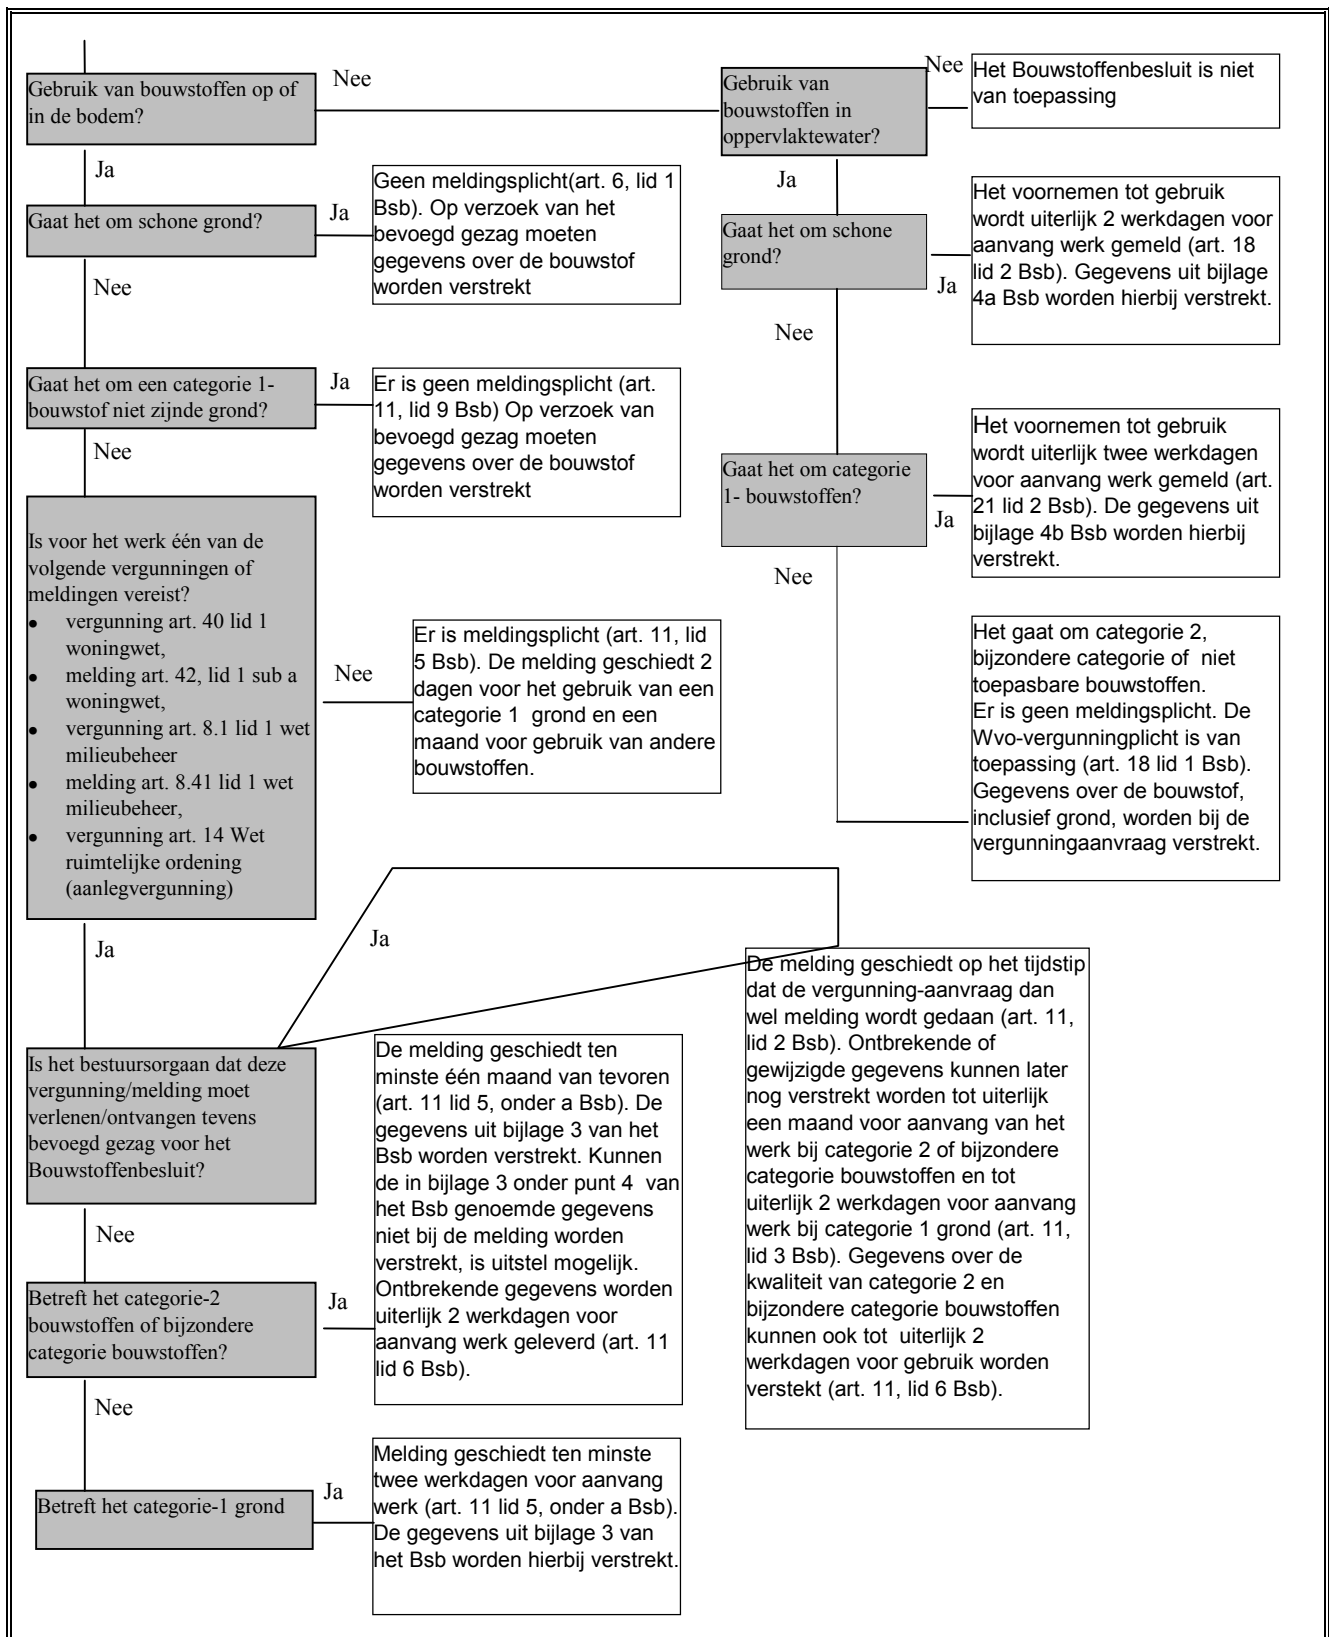 Gebruik van bouwstoffen op of
in de bodem?
Nee
Gebruik van
bouwstoffen in
oppervlaktewater?
Nee
Het Bouwstoffenbesluit is niet
van toepassing
Ja
Ja
Gaat het om schone grond?
Ja
Geen meldingsplicht(art. 6, lid 1
Bsb). Op verzoek van het
bevoegd gezag moeten
gegevens over de bouwstof
worden verstrekt
Gaat het om schone
grond?
Ja
Het voornemen tot gebruik
wordt uiterlijk 2 werkdagen voor
aanvang werk gemeld (art. 18
lid 2 Bsb). Gegevens uit bijlage
4a Bsb worden hierbij verstrekt.
Nee
Nee
Gaat het om een categorie 1-
bouwstof niet zijnde grond?
Ja
Er is geen meldingsplicht (art.
11, lid 9 Bsb) Op verzoek van
bevoegd gezag moeten
gegevens over de bouwstof
worden verstrekt
Gaat het om categorie
1- bouwstoffen?
Ja
Het voornemen tot gebruik
wordt uiterlijk twee werkdagen
voor aanvang werk gemeld (art.
21 lid 2 Bsb). De gegevens uit
bijlage 4b Bsb worden hierbij
verstrekt.
Nee
Nee
Is voor het werk één van de
volgende vergunningen of
meldingen vereist?
• vergunning art. 40 lid 1
woningwet,
• melding art. 42, lid 1 sub a
woningwet,
• vergunning art. 8.1 lid 1 wet
milieubeheer
• melding art. 8.41 lid 1 wet
milieubeheer,
• vergunning art. 14 Wet
ruimtelijke ordening
(aanlegvergunning)
Nee
Er is meldingsplicht (art. 11, lid
5 Bsb). De melding geschiedt 2
dagen voor het gebruik van een
categorie 1 grond en een
maand voor gebruik van andere
bouwstoffen.
Het gaat om categorie 2,
bijzondere categorie of niet
toepasbare bouwstoffen.
Er is geen meldingsplicht. De
Wvo-vergunningplicht is van
toepassing (art. 18 lid 1 Bsb).
Gegevens over de bouwstof,
inclusief grond, worden bij de
vergunningaanvraag verstrekt.
Ja
Ja
Is het bestuursorgaan dat deze
vergunning/melding moet
verlenen/ontvangen tevens
bevoegd gezag voor het
Bouwstoffenbesluit?
De melding geschiedt op het tijdstip
dat de vergunning-aanvraag dan
wel melding wordt gedaan (art. 11,
lid 2 Bsb). Ontbrekende of
gewijzigde gegevens kunnen later
nog verstrekt worden tot uiterlijk
een maand voor aanvang van het
werk bij categorie 2 of bijzondere
categorie bouwstoffen en tot
uiterlijk 2 werkdagen voor aanvang
werk bij categorie 1 grond (art. 11,
lid 3 Bsb). Gegevens over de
kwaliteit van categorie 2 en
bijzondere categorie bouwstoffen
kunnen ook tot uiterlijk 2
werkdagen voor gebruik worden
verstekt (art. 11, lid 6 Bsb).
Nee
Betreft het categorie-2
bouwstoffen of bijzondere
categorie bouwstoffen?
Ja
De melding geschiedt ten
minste één maand van tevoren
(art. 11 lid 5, onder a Bsb). De
gegevens uit bijlage 3 van het
Bsb worden verstrekt. Kunnen
de in bijlage 3 onder punt 4 van
het Bsb genoemde gegevens
niet bij de melding worden
verstrekt, is uitstel mogelijk.
Ontbrekende gegevens worden
uiterlijk 2 werkdagen voor
aanvang werk geleverd (art. 11
lid 6 Bsb).
Nee
Betreft het categorie-1 grond
Ja
Melding geschiedt ten minste
twee werkdagen voor aanvang
werk (art. 11 lid 5, onder a Bsb).
De gegevens uit bijlage 3 van
het Bsb worden hierbij verstrekt.